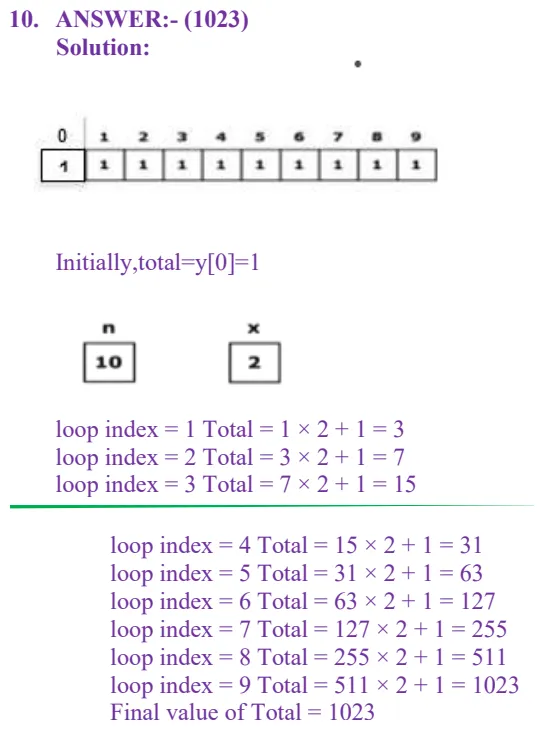 10. ANSWER:- (1023)
Solution:
0 1 2 3 4 5 6 7 8 9
1 1 1 1 1 1 1 1 1 1
Initially,total=y[0]=1
n x
10 2
loop index = 1 Total = 1 × 2 + 1 = 3
loop index = 2 Total = 3 × 2 + 1 = 7
loop index = 3 Total = 7 × 2 + 1 = 15
loop index = 4 Total = 15 × 2 + 1 = 31
loop index = 5 Total = 31 × 2 + 1 = 63
loop index = 6 Total = 63 × 2 + 1 = 127
loop index = 7 Total = 127 × 2 + 1 = 255
loop index = 8 Total = 255 × 2 + 1 = 511
loop index = 9 Total = 511 × 2 + 1 = 1023
Final value of Total = 1023